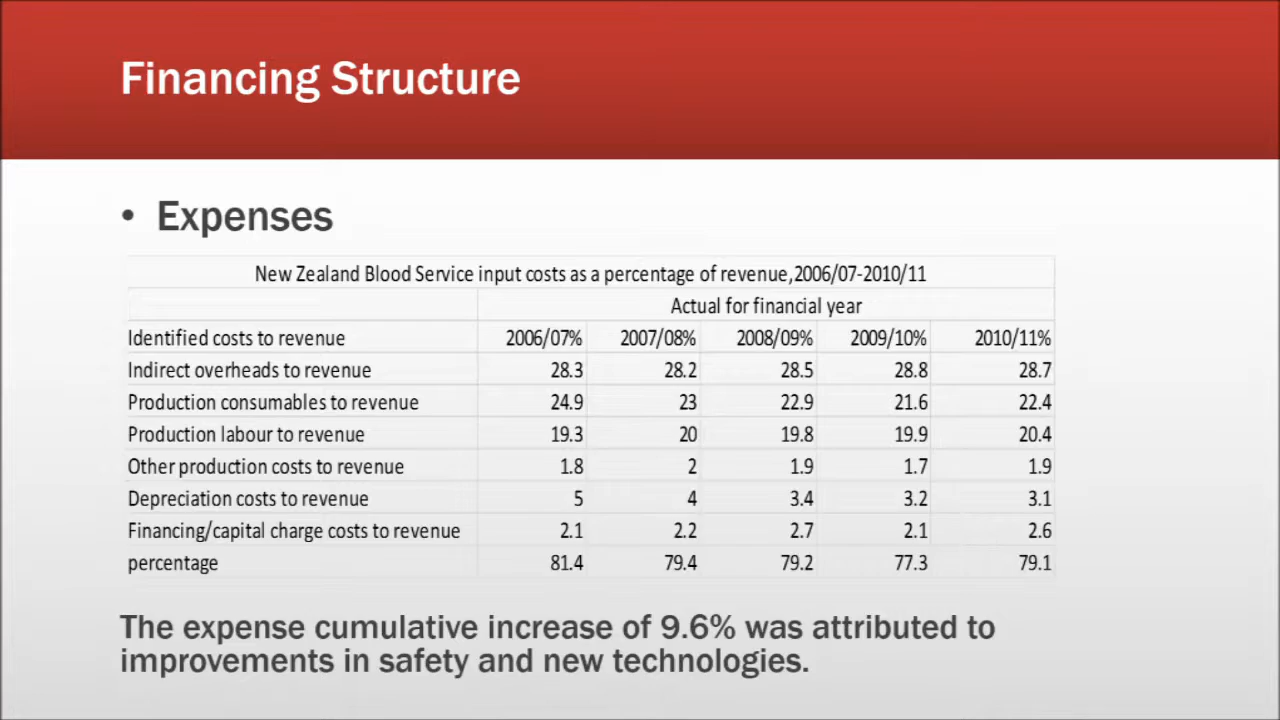 Financing Structure
• Expenses
New Zealand Blood Service input costs as a percentage of revenue,2006/07-2010/11
Actual for financial year
Identified costs to revenue 2006/07% 2007/08% 2008/09% 2009/10% 2010/11%
Indirect overheads to revenue 28.3 28.2 28.5 28.8 28.7
Production consumables to revenue 24.9 23 22.9 21.6 22.4
Production labour to revenue 19.3 20 19.8 19.9 20.4
Other production costs to revenue 1.8 2 1.9 1.7 1.9
Depreciation costs to revenue 5 4 3.4 3.2 3.1
Financing/capital charge costs to revenue 2.1 2.2 2.7 2.1 2.6
percentage 81.4 79.4 79.2 77.3 79.1
The expense cumulative increase of 9.6% was attributed to
improvements in safety and new technologies.